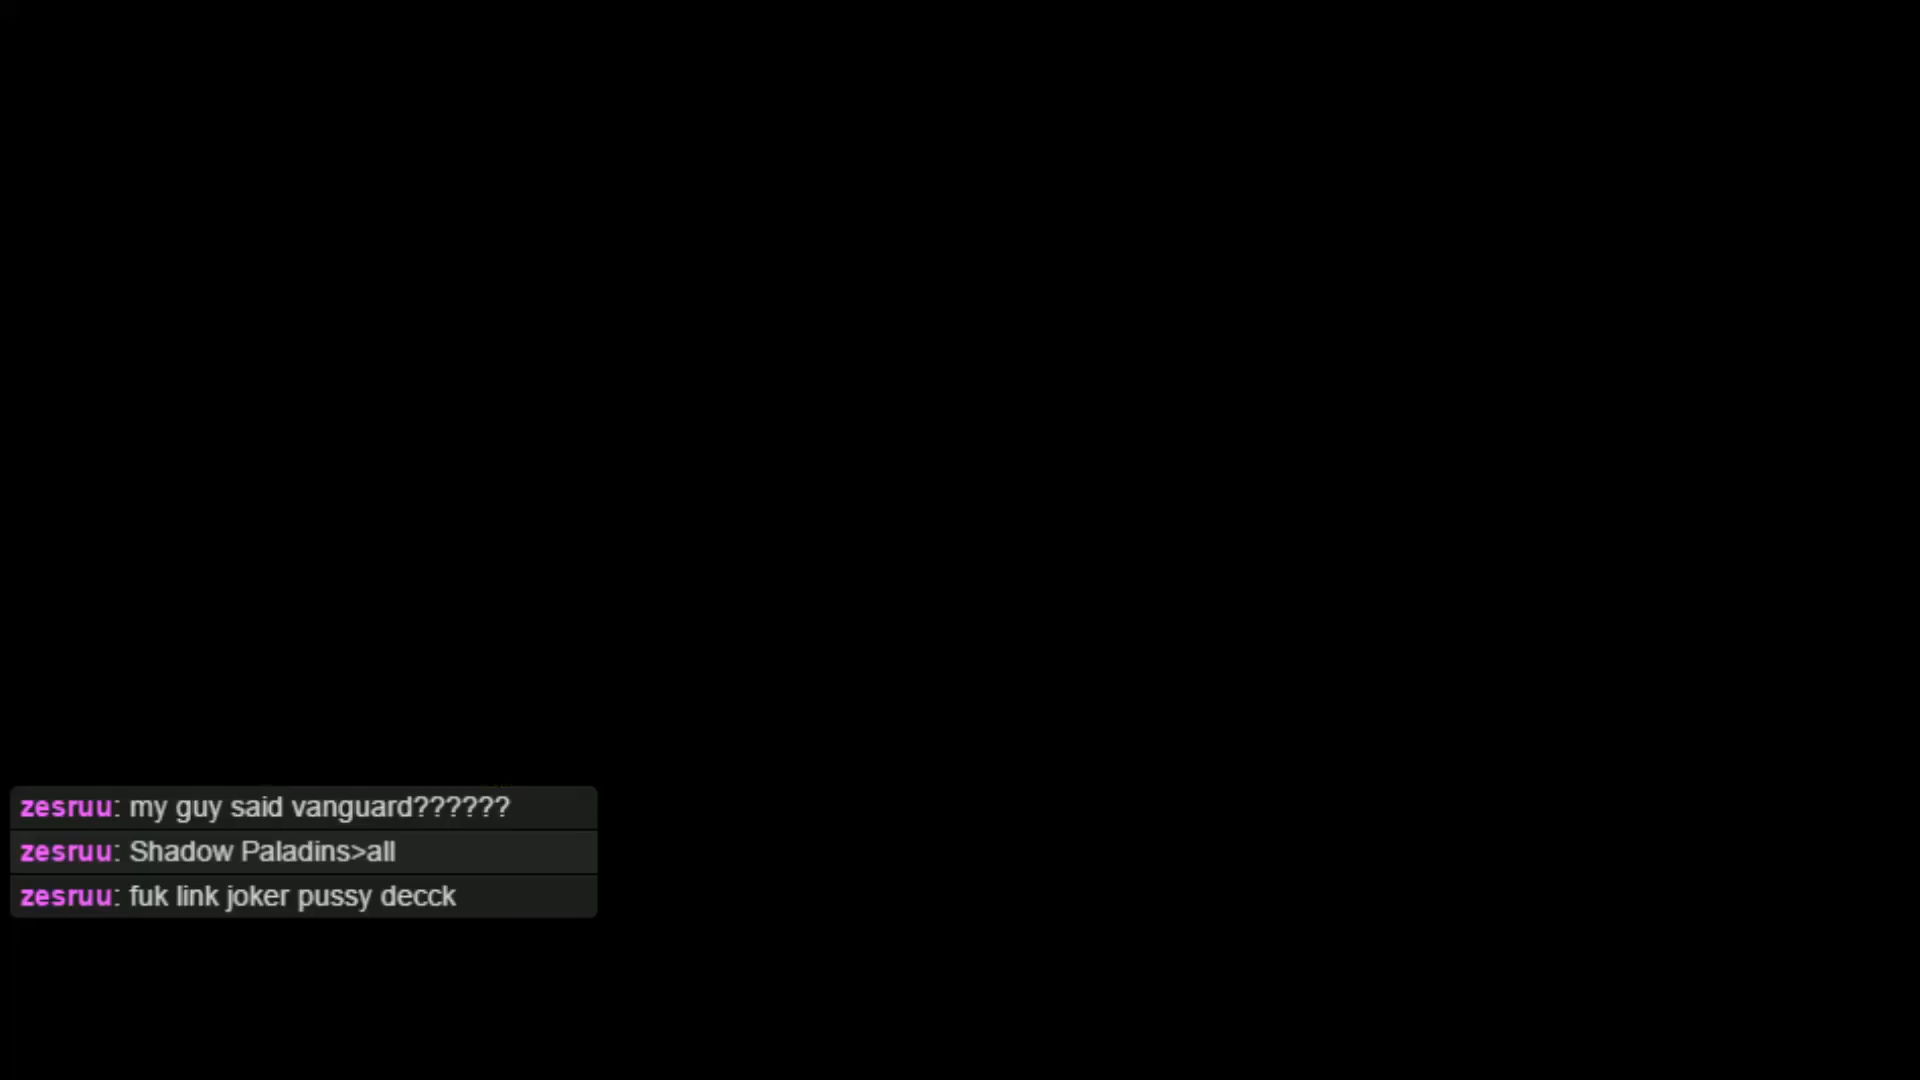 zesruu: my guy said vanguard??????
zesruu: Shadow Paladins>all
zesruu: fuk link joker pussy decck